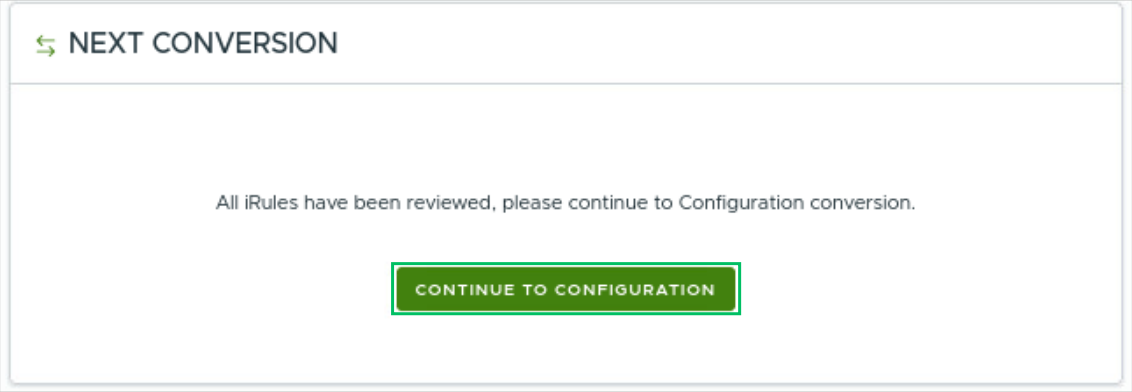 NEXT CONVERSION
All iRules have been reviewed, please continue to Configuration conversion.
CONTINUE TO CONFIGURATION